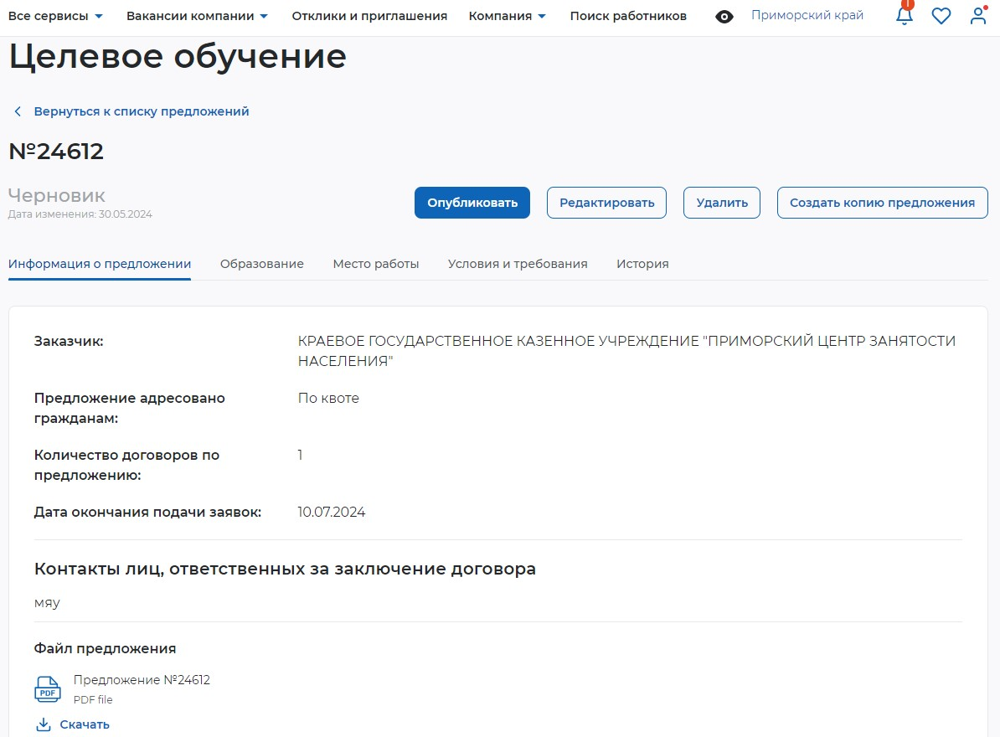 Все сервисы Вакансии компании Отклики и приглашения Компания Поиск работников Приморский край 1
Целевое обучение
Вернуться к списку предложений
№24612
Черновик
Дата изменения: 30.05.2024
Опубликовать Редактировать Удалить Создать копию предложения
Информация о предложении Образование Место работы Условия и требования История
Заказчик: КРАЕВОЕ ГОСУДАРСТВЕННОЕ КАЗЕННОЕ УЧРЕЖДЕНИЕ "ПРИМОРСКИЙ ЦЕНТР ЗАНЯТОСТИ
НАСЕЛЕНИЯ"
Предложение адресовано По квоте
гражданам:
Количество договоров по 1
предложению:
Дата окончания подачи заявок: 10.07.2024
Контакты лиц, ответственных за заключение договора
мяу
Файл предложения
Предложение №24612
PDF
PDF file
Скачать